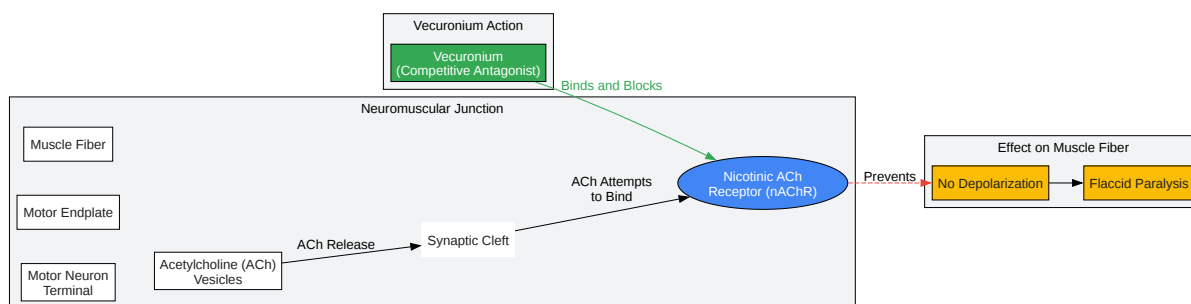 Vecuronium Action
Vecuronium
(Competitive Antagonist)
Binds and Blocks
Neuromuscular Junction
Muscle Fiber
Motor Endplate
Motor Neuron
Terminal
Acetylcholine (ACh)
Vesicles
ACh Release
Synaptic Cleft
ACh Attempts
to Bind
Nicotinic ACh
Receptor (nAChR)
Prevents
Effect on Muscle Fiber
No Depolarization
Flaccid Paralysis